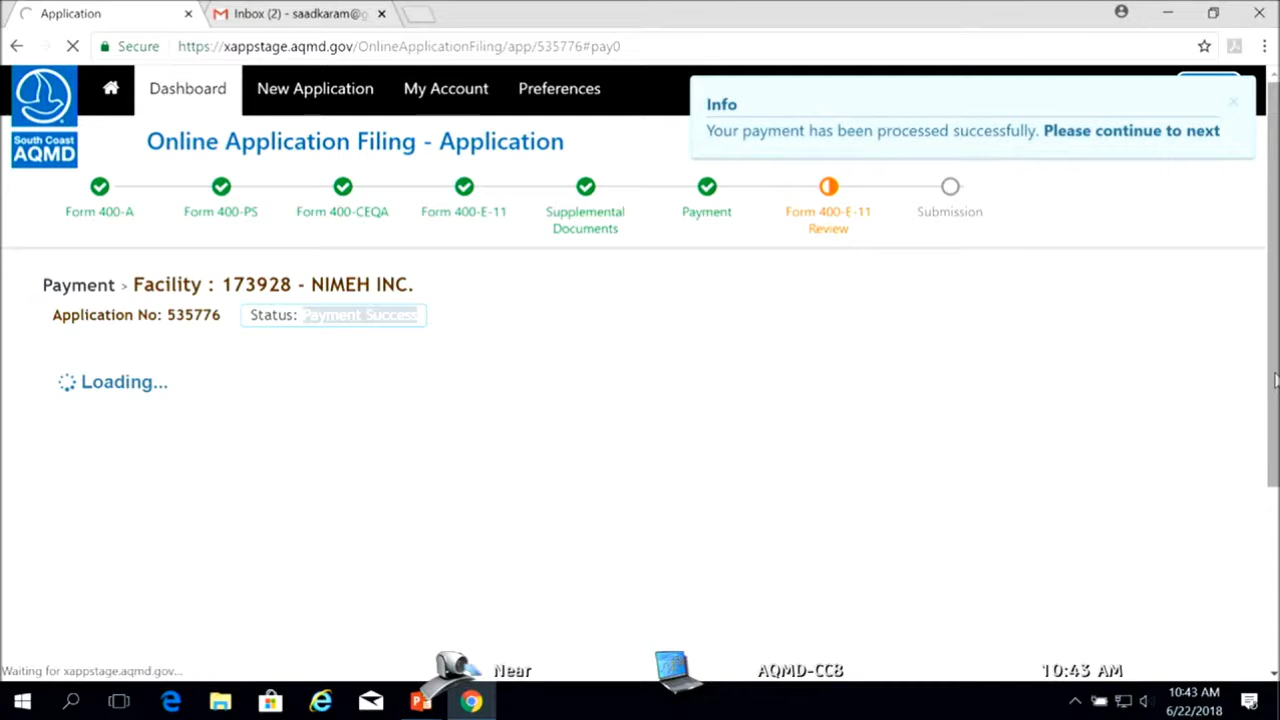 Application
Inbox (2) - saadkaram@g
Secure https://xappstage.aqmd.gov/OnlineApplicationFiling/app/535776#pay0
Dashboard New Application My Account Preferences
South Coast
AQMD
Online Application Filing - Application
Info
Your payment has been processed successfully. Please continue to next
Form 400-A
Form 400-PS
Form 400-CEQA
Form 400-E-11
Supplemental
Documents
Payment
Form 400-E-11
Review
Submission
Payment > Facility : 173928 - NIMEH INC.
Application No: 535776 Status: Payment Success
Loading...
Waiting for xappstage.aqmd.gov...
Near
AQMD-CC8
10:43 AM
10:43 AM
6/22/2018